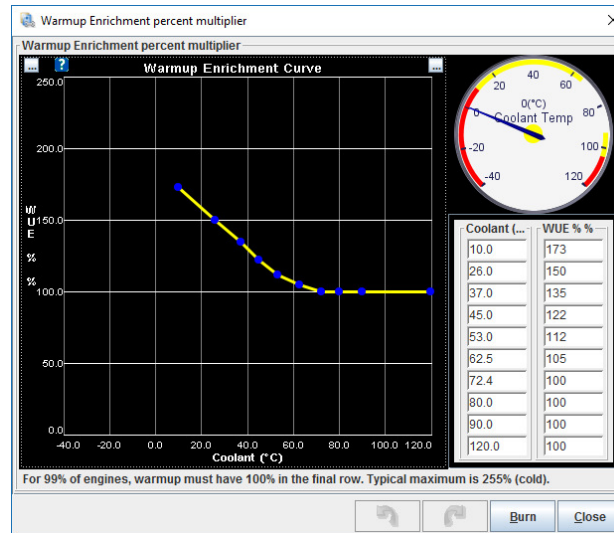 Warmup Enrichment percent multiplier
Warmup Enrichment percent multiplier
... ? Warmup Enrichment Curve ...
250.0
200.0
150.0
100.0
50.0
0.0
WUE % %
-40.0 -20.0 0.0 20.0 40.0 60.0 80.0 100.0 120.0
Coolant (°C)
-40 -20 0 20 40 60 80 100 120
0(°C)
Coolant Temp
Coolant (... WUE % %
10.0 173
26.0 150
37.0 135
45.0 122
53.0 112
62.5 105
72.4 100
80.0 100
90.0 100
120.0 100
For 99% of engines, warmup must have 100% in the final row. Typical maximum is 255% (cold).
Burn Close